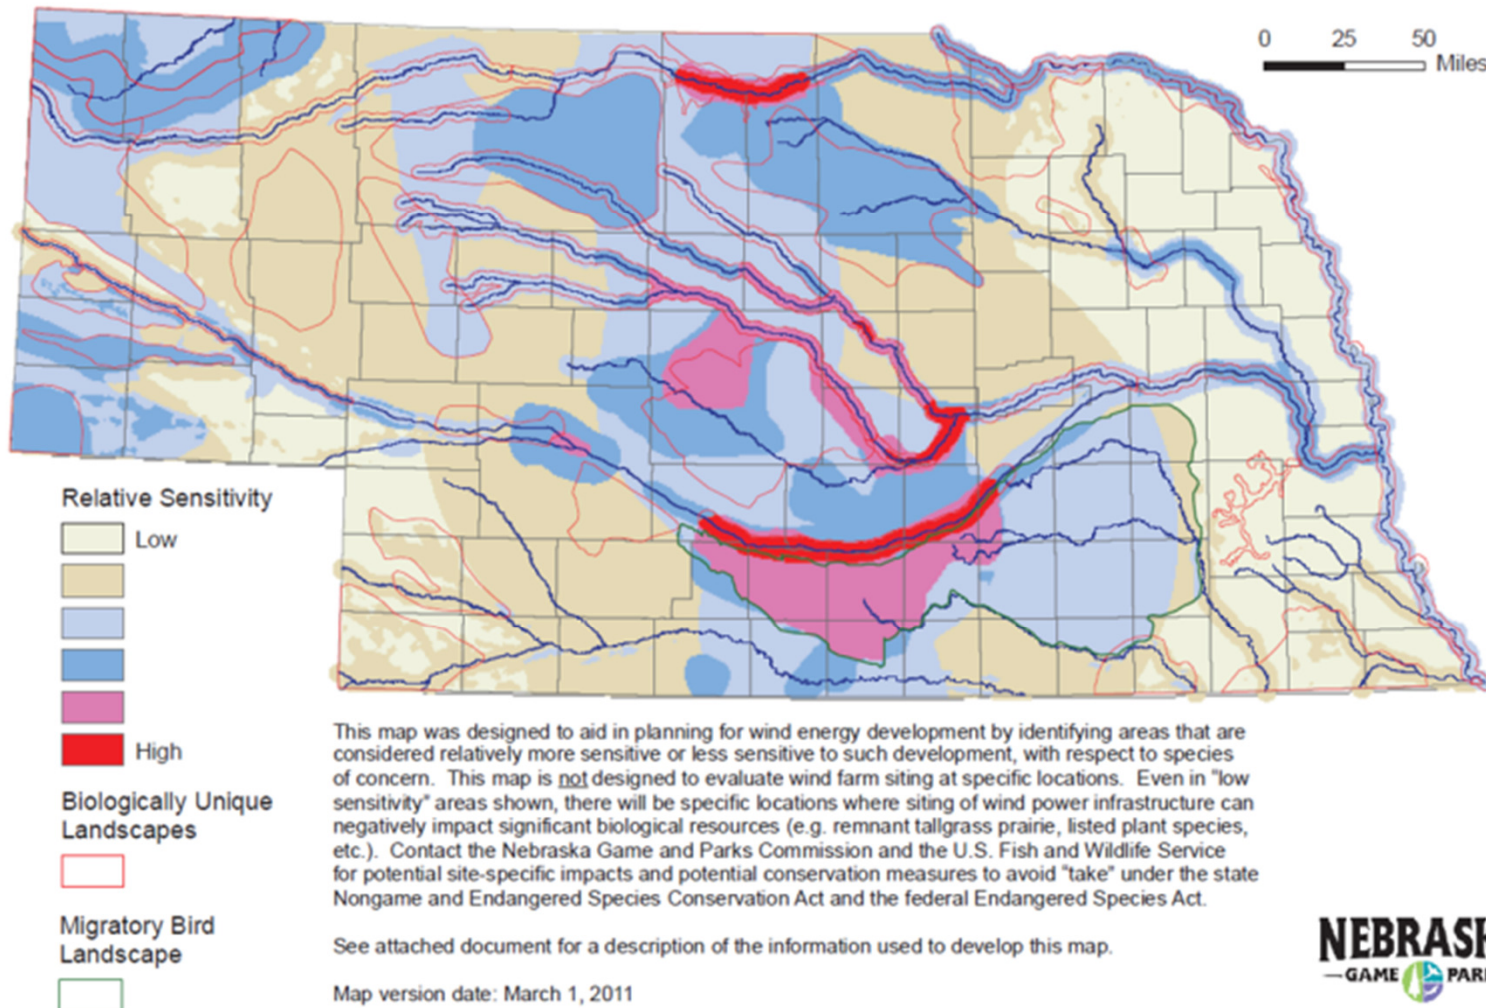 0 25 50
Miles
Relative Sensitivity
Low
High
Biologically Unique
Landscapes
Migratory Bird
Landscape
This map was designed to aid in planning for wind energy development by identifying areas that are
considered relatively more sensitive or less sensitive to such development, with respect to species
of concern. This map is not designed to evaluate wind farm siting at specific locations. Even in "low
sensitivity" areas shown, there will be specific locations where siting of wind power infrastructure can
negatively impact significant biological resources (e.g. remnant tallgrass prairie, listed plant species,
etc.). Contact the Nebraska Game and Parks Commission and the U.S. Fish and Wildlife Service
for potential site-specific impacts and potential conservation measures to avoid "take" under the state
Nongame and Endangered Species Conservation Act and the federal Endangered Species Act.
See attached document for a description of the information used to develop this map.
Map version date: March 1, 2011
NEBRASK
GAME PARK